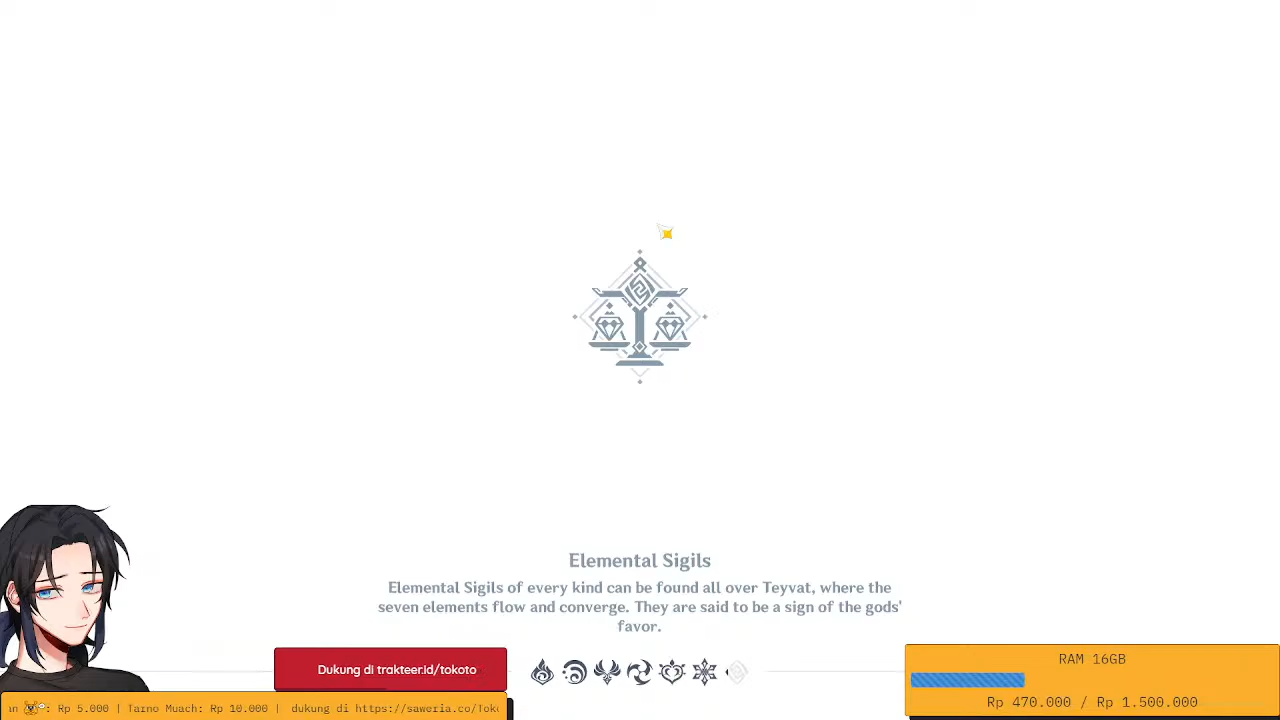 Elemental Sigils
Elemental Sigils of every kind can be found all over Teyvat, where the
seven elements flow and converge. They are said to be a sign of the gods'
favor.
Dukung di trakteer.id/tokoto
RAM 16GB
Rp 470.000 / Rp 1.500.000
: Rp 5.000 | Tarno Muach: Rp 10.000 | dukung di https://saweria.co/Tok